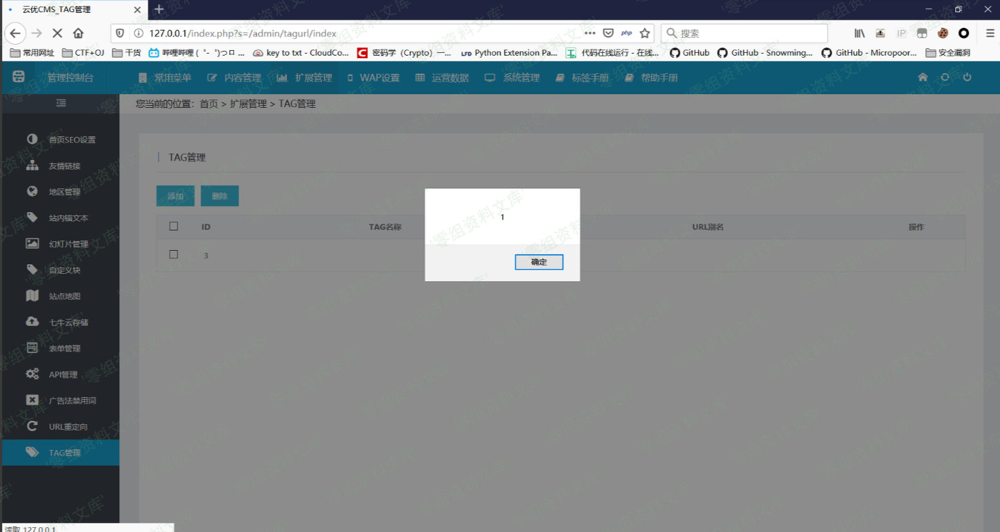 云优CMS_TAG管理
127.0.0.1/index.php?s=/admin/tagurl/index
php
搜索
IP
常用网址 CTF+OJ 干货 哔哩哔哩 ( ゜- ゜)つロ ... key to txt - CloudCo... 密码学（Crypto）一... LFD Python Extension Pa... 代码在线运行 - 在线... GitHub GitHub - Snowming... GitHub - Micropoor... 安全漏洞
管理控制台 常用菜单 内容管理 扩展管理 WAP设置 运营数据 系统管理 标签手册 帮助手册
您当前的位置：首页 > 扩展管理 > TAG管理
首页SEO设置
友情链接
地区管理
站内锚文本
幻灯片管理
自定义块
站点地图
七牛云存储
表单管理
API管理
广告法禁用词
URL重定向
TAG管理
TAG管理
添加 删除
ID TAG名称 URL别名 操作
3
1
确定
读取 127.0.0.1
'零组资料文库'